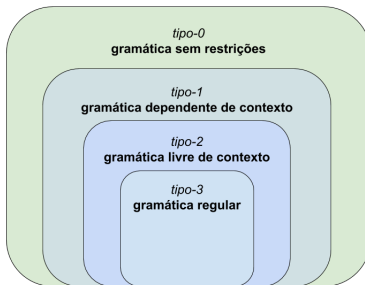 tipo-0
gramática sem restrições
tipo-1
gramática dependente de contexto
tipo-2
gramática livre de contexto
tipo-3
gramática regular